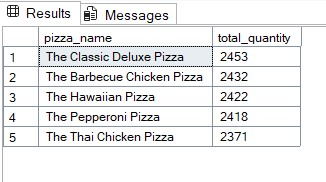 Results Messages
pizza_name total_quantity
1 The Classic Deluxe Pizza 2453
2 The Barbecue Chicken Pizza 2432
3 The Hawaiian Pizza 2422
4 The Pepperoni Pizza 2418
5 The Thai Chicken Pizza 2371